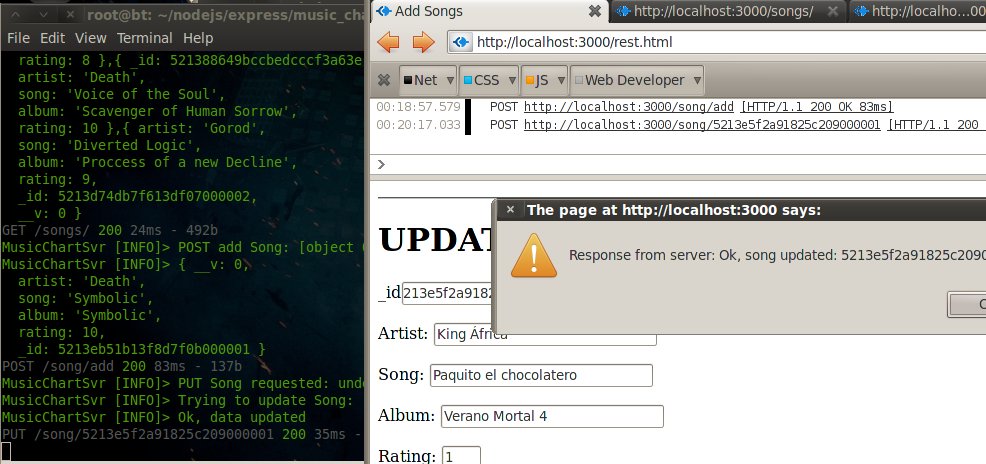 root@bt: ~/nodejs/express/music_cha
File Edit View Terminal Help
rating: 8 },{ _id: 521388649bccbedcccf3a63e
artist: 'Death',
song: 'Voice of the Soul',
album: 'Scavenger of Human Sorrow',
rating: 10 },{ artist: 'Gorod',
song: 'Diverted Logic',
album: 'Proccess of a new Decline',
rating: 9,
_id: 5213d74db7f613df07000002,
__v: 0 }
GET /songs/ 200 24ms - 492b
MusicChartSvr [INFO]> POST add Song: [object
MusicChartSvr [INFO]> { __v: 0,
artist: 'Death',
song: 'Symbolic',
album: 'Symbolic',
rating: 10,
_id: 5213eb51b13f8d7f0b000001 }
POST /song/add 200 83ms - 137b
MusicChartSvr [INFO]> PUT Song requested: unde
MusicChartSvr [INFO]> Trying to update Song:
MusicChartSvr [INFO]> Ok, data updated
PUT /song/5213e5f2a91825c209000001 200 35ms -
Add Songs
http://localhost:3000/songs/
http://localho...00
http://localhost:3000/rest.html
Net CSS JS Web Developer
00:18:57.579 POST http://localhost:3000/song/add [HTTP/1.1 200 OK 83ms]
00:20:17.033 POST http://localhost:3000/song/5213e5f2a91825c209000001 [HTTP/1.1 200
>
The page at http://localhost:3000 says:
Response from server: Ok, song updated: 5213e5f2a91825c2090
UPDAT
_id 213e5f2a9182
Artist: King África
Song: Paquito el chocolatero
Album: Verano Mortal 4
Rating: 1